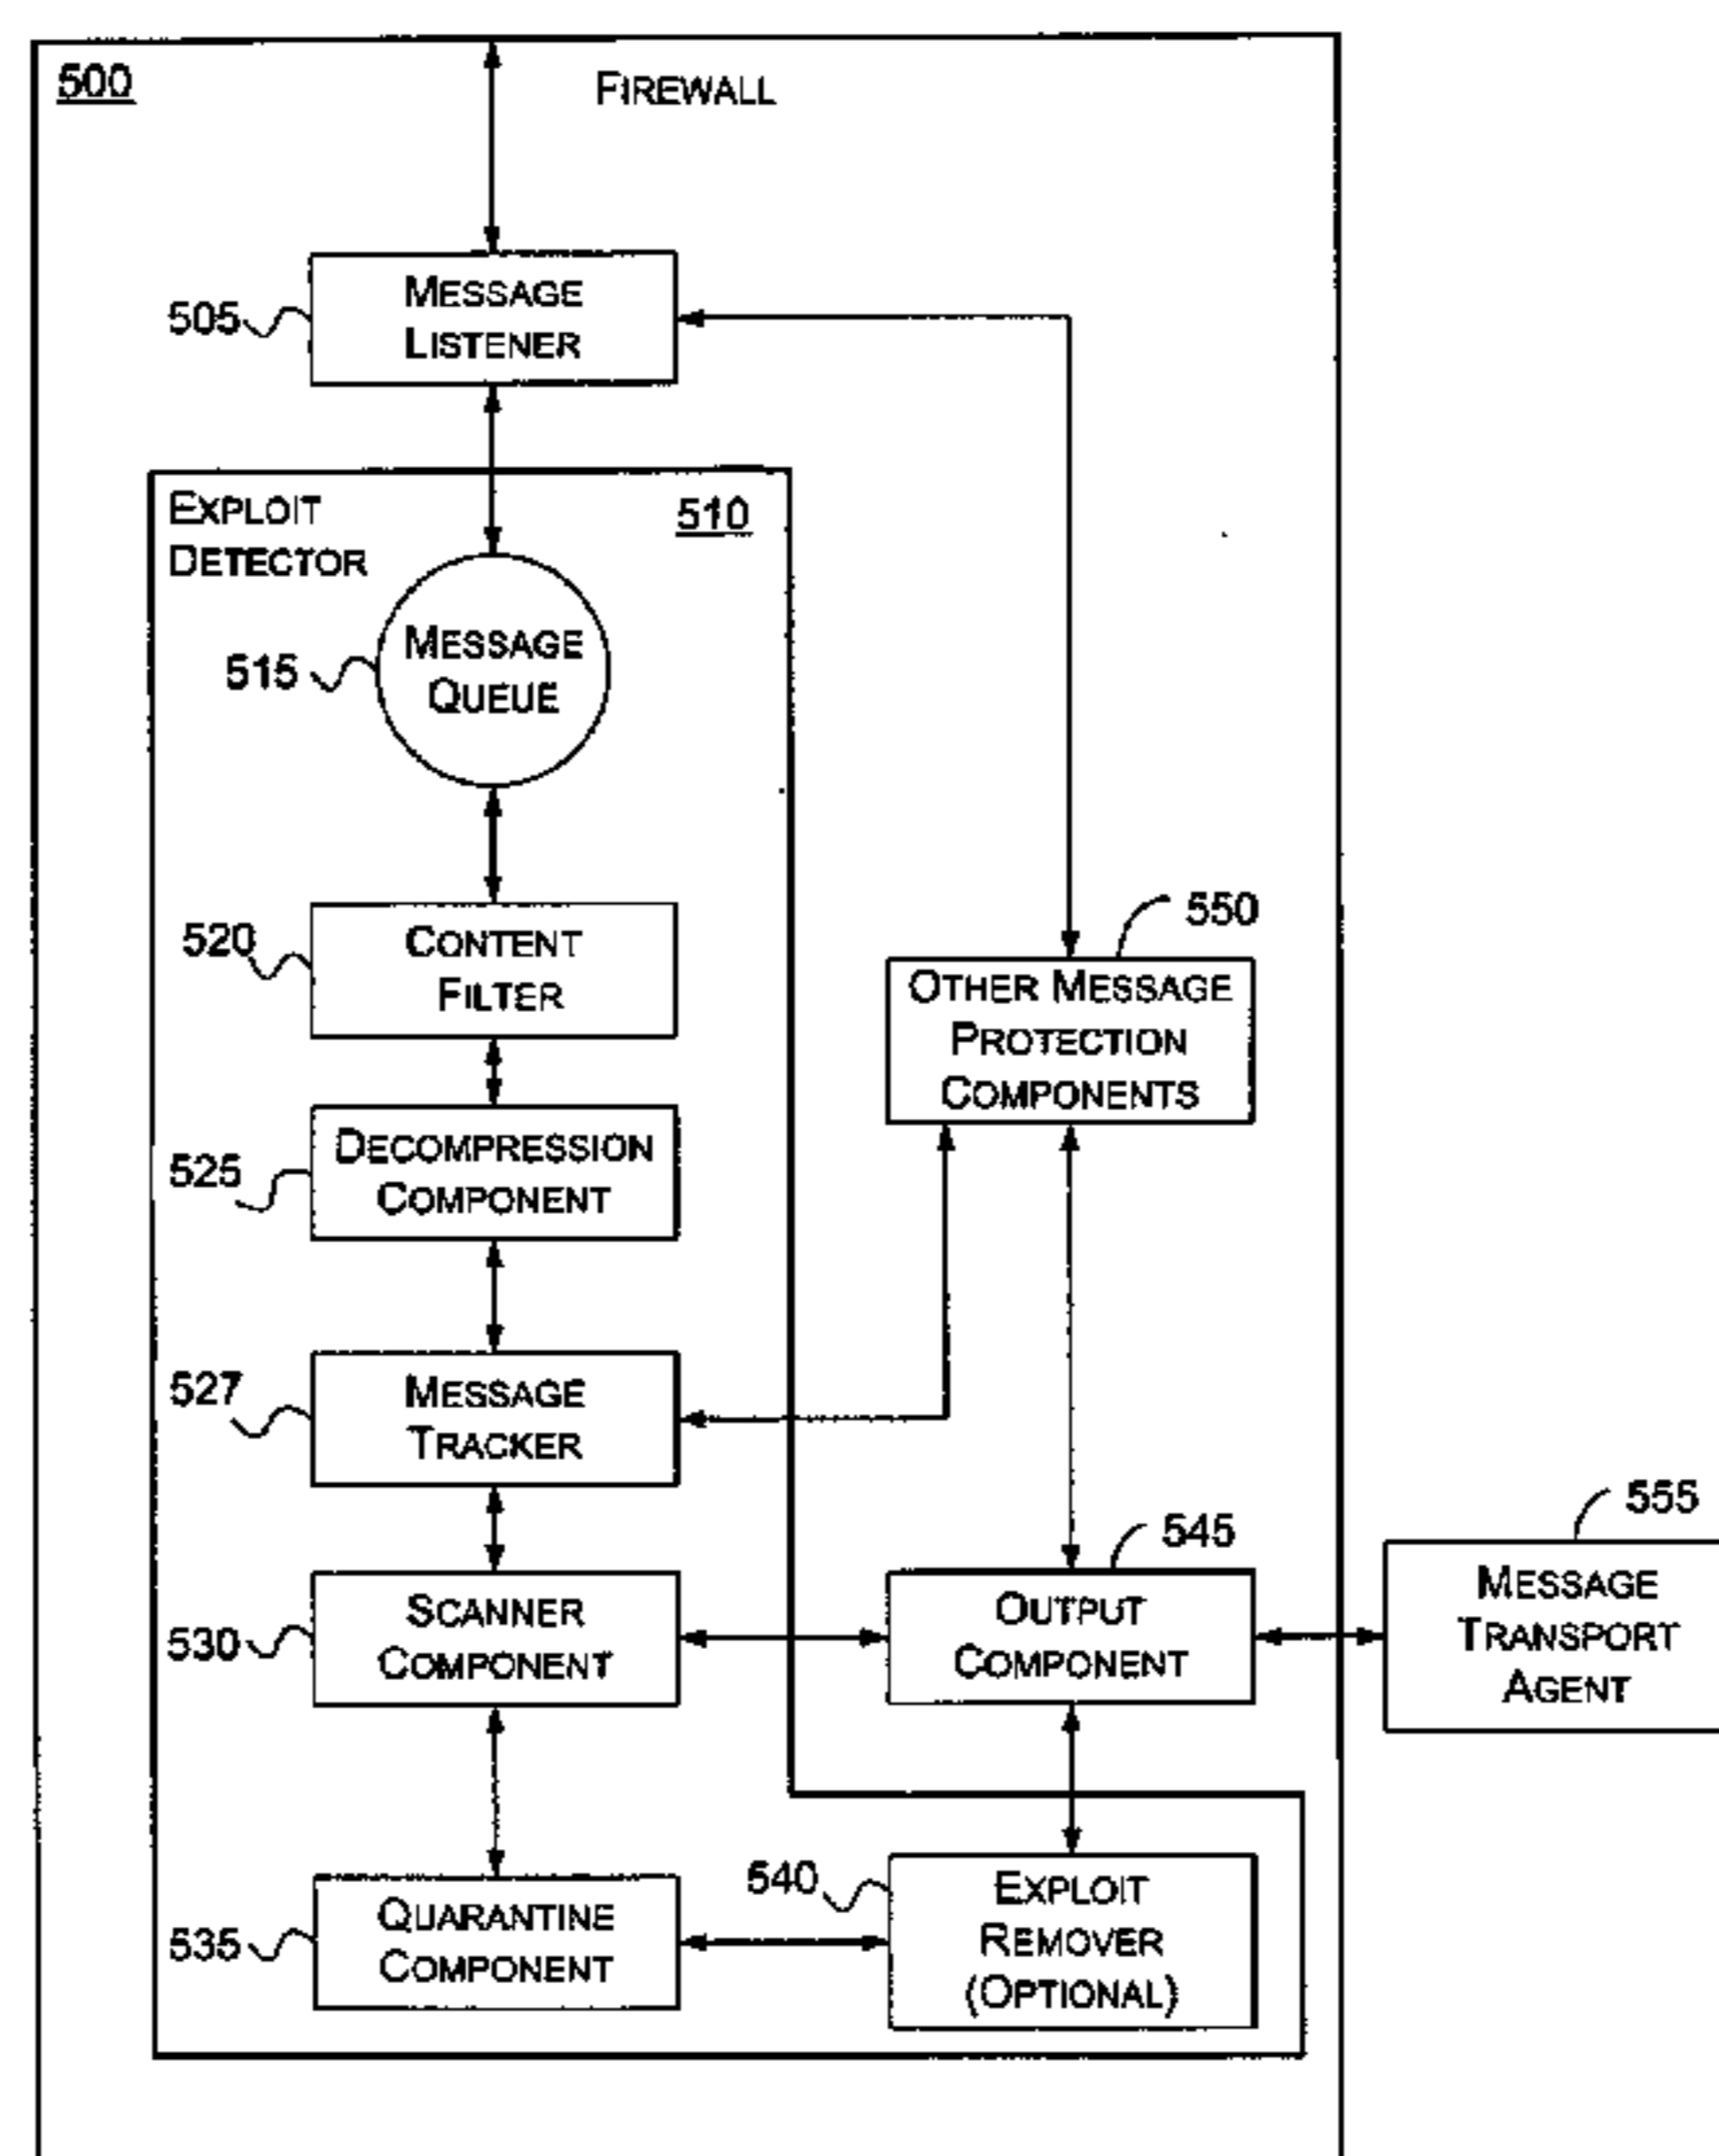 500
FIREWALL
505
MESSAGE
LISTENER
EXPLOIT
DETECTOR
510
515
MESSAGE
QUEUE
520
CONTENT
FILTER
550
OTHER MESSAGE
PROTECTION
COMPONENTS
525
DECOMPRESSION
COMPONENT
527
MESSAGE
TRACKER
530
SCANNER
COMPONENT
545
OUTPUT
COMPONENT
555
MESSAGE
TRANSPORT
AGENT
535
QUARANTINE
COMPONENT
540
EXPLOIT
REMOVER
(OPTIONAL)